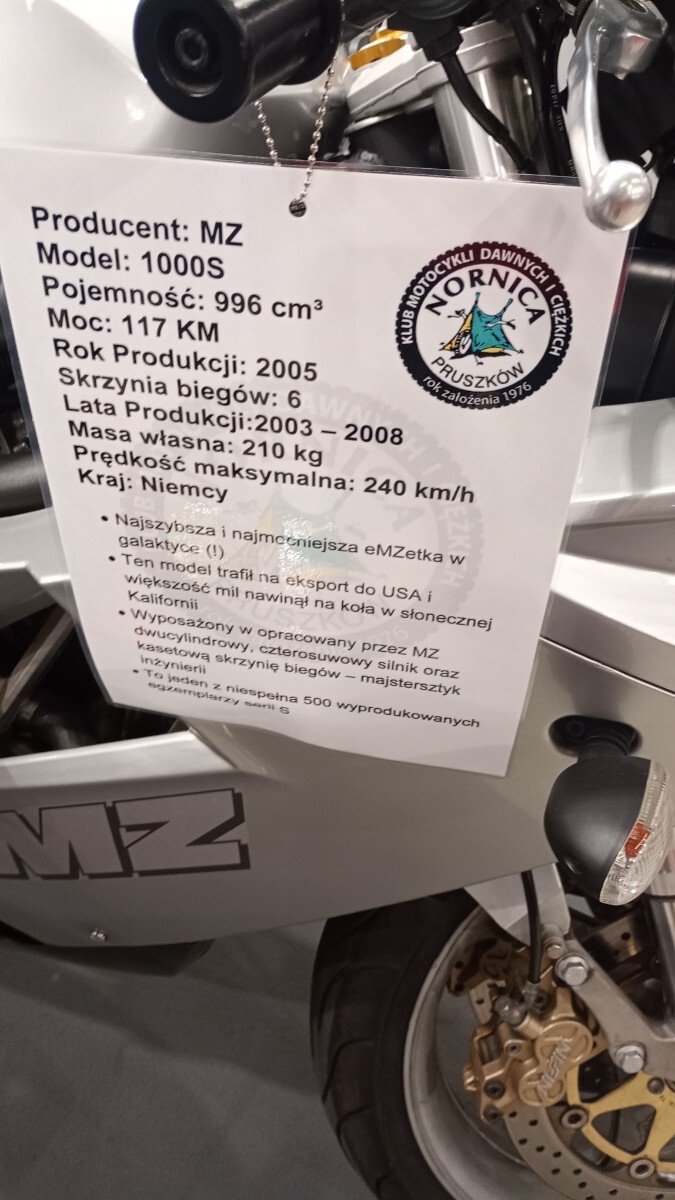 Producent: MZ
Model: 1000S
Pojemność: 996 cm³
Moc: 117 KM
Rok Produkcji: 2005
Skrzynia biegów: 6
Lata Produkcji:2003 – 2008
Masa własna: 210 kg
Prędkość maksymalna: 240 km/h
Kraj: Niemcy
KLUB MOTOCYKLI DAWNYCH I CIĘŻKICH
NORNICA
PRUSZKÓW
rok założenia 1976
• Najszybsza i najmocniejsza eMZetka w
galaktyce (!)
• Ten model trafił na eksport do USA i
większość mil nawinął na koła w słonecznej
Kalifornii
• Wyposażony w opracowany przez MZ
dwucylindrowy, czterosuwowy silnik oraz
kasetową skrzynię biegów – majstersztyk
inżynierii
• To jeden z niespełna 500 wyprodukowanych
egzemplarzy serii S
MZ
NISSIN